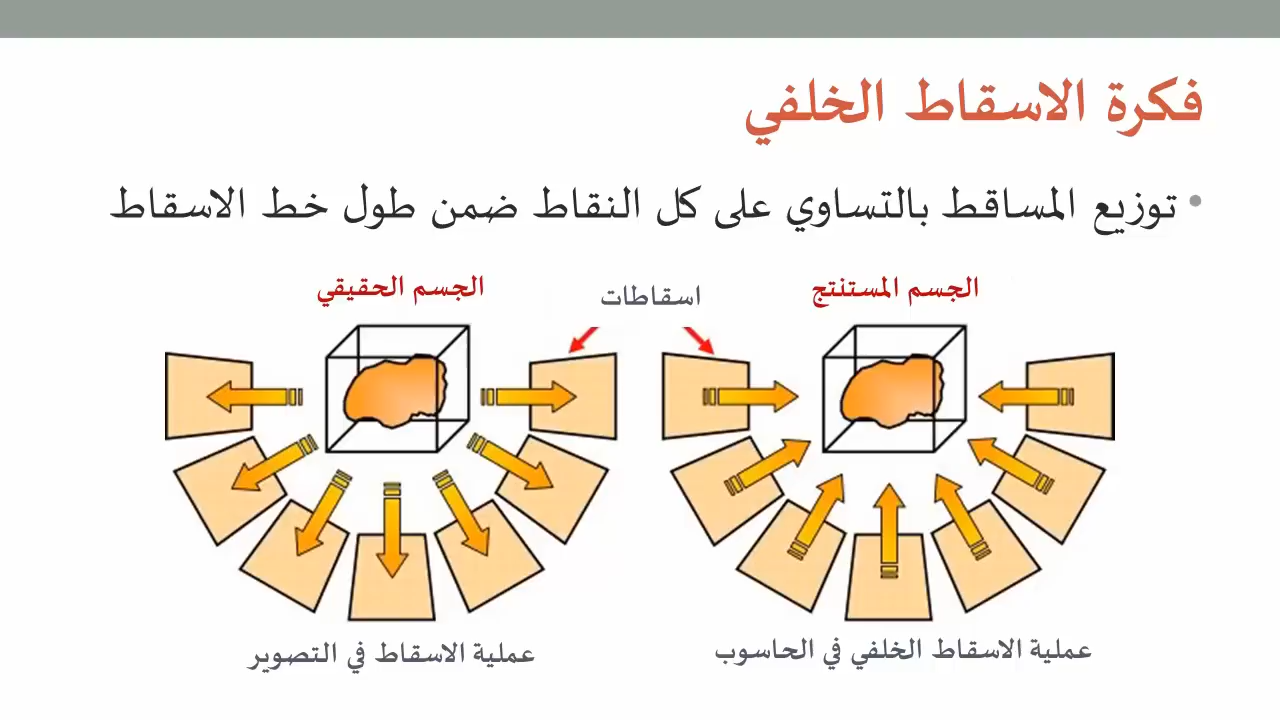 فكرة الاسقاط الخلفي
• توزيع المساقط بالتساوي على كل النقاط ضمن طول خط الاسقاط
الجسم المستنتج
اسقاطات
الجسم الحقيقي
عملية الاسقاط الخلفي في الحاسوب
عملية الاسقاط في التصوير